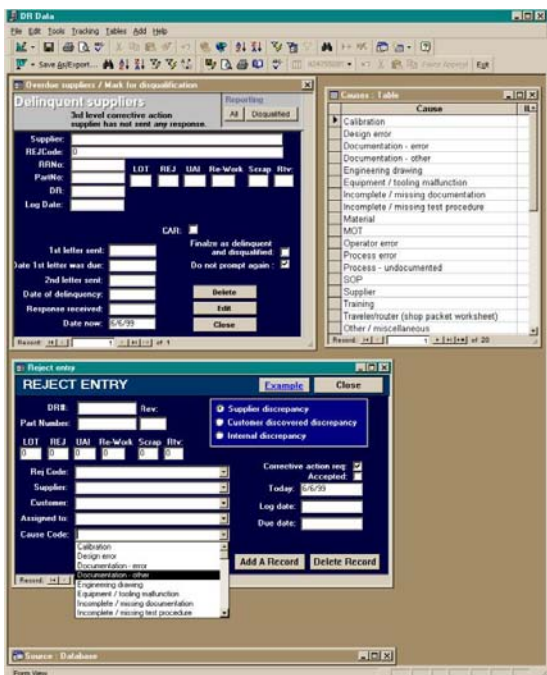 DR Data
File Edit Tools Tracking Tables Add Help
Save As/Export...
Exit
Overdue suppliers / Mark for disqualification
Delinquent suppliers
3rd level corrective action
supplier has not sent any response.
Reporting
All Disqualified
Supplier:
REJCode: 0
RRNo:
PartNo:
DR:
Log Date:
LOT REJ UAI Re-Work Scrap Rtv:
CAR:
Finalze as delinquent
and disqualified:
Do not prompt again :
1st letter sent:
Date 1st letter was due:
2nd letter sent:
Date of delinquency:
Response received:
Date now: 6/6/99
Delete
Edit
Close
Record: 1 of 1
Causes : Table
Cause
Calibration
Design error
Documentation - error
Documentation - other
Engineering drawing
Equipment / tooling malfunction
Incomplete / missing documentation
Incomplete / missing test procedure
Material
MOT
Operator error
Process error
Process - undocumented
SOP
Supplier
Training
Traveler/router (shop packet worksheet)
Other / miscellaneous
Record: 1 of 20
Reject entry
REJECT ENTRY
Example
Close
DR#: Rev:
Part Number:
Supplier discrepancy
Customer discovered discrepancy
Internal discrepancy
LOT REJ UAI Re-Work Scrap Rtv:
0 0 0 0 0 0
Rej Code:
Supplier:
Customer:
Assigned to:
Cause Code:
Corrective action req:
Accepted:
Today: 6/6/99
Log date:
Due date:
Calibration
Design error
Documentation - error
Documentation - other
Engineering drawing
Equipment / tooling malfunction
Incomplete / missing documentation
Incomplete / missing test procedure
Add A Record Delete Record
Record:
Source : Database
Form View